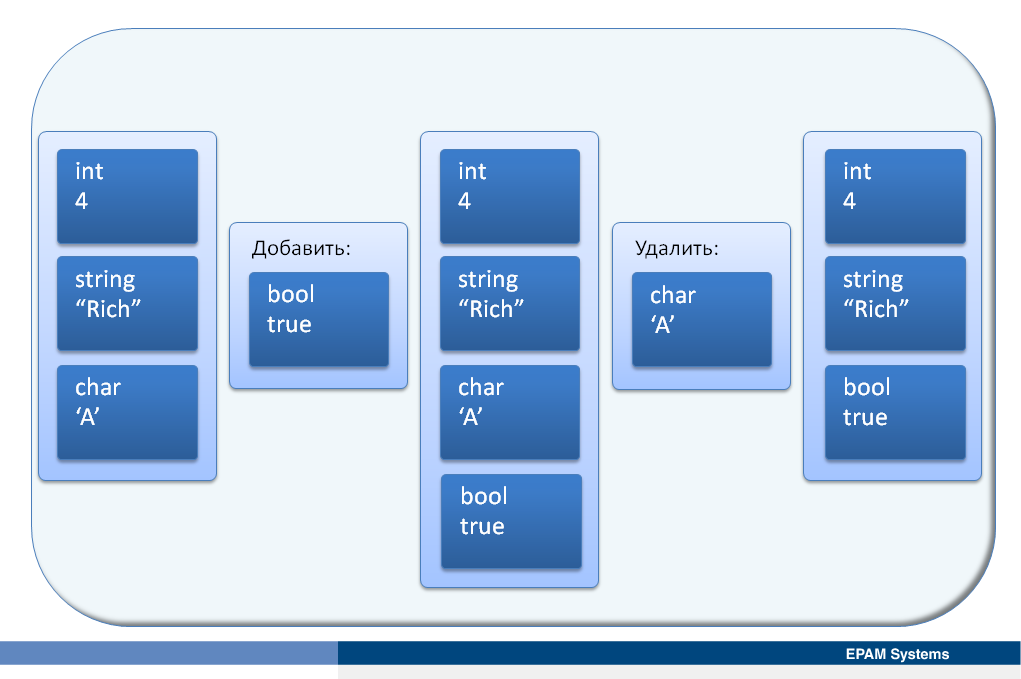 int
4
string
“Rich”
char
‘A’
Добавить:
bool
true
int
4
string
“Rich”
char
‘A’
bool
true
Удалить:
char
‘A’
int
4
string
“Rich”
bool
true
EPAM Systems